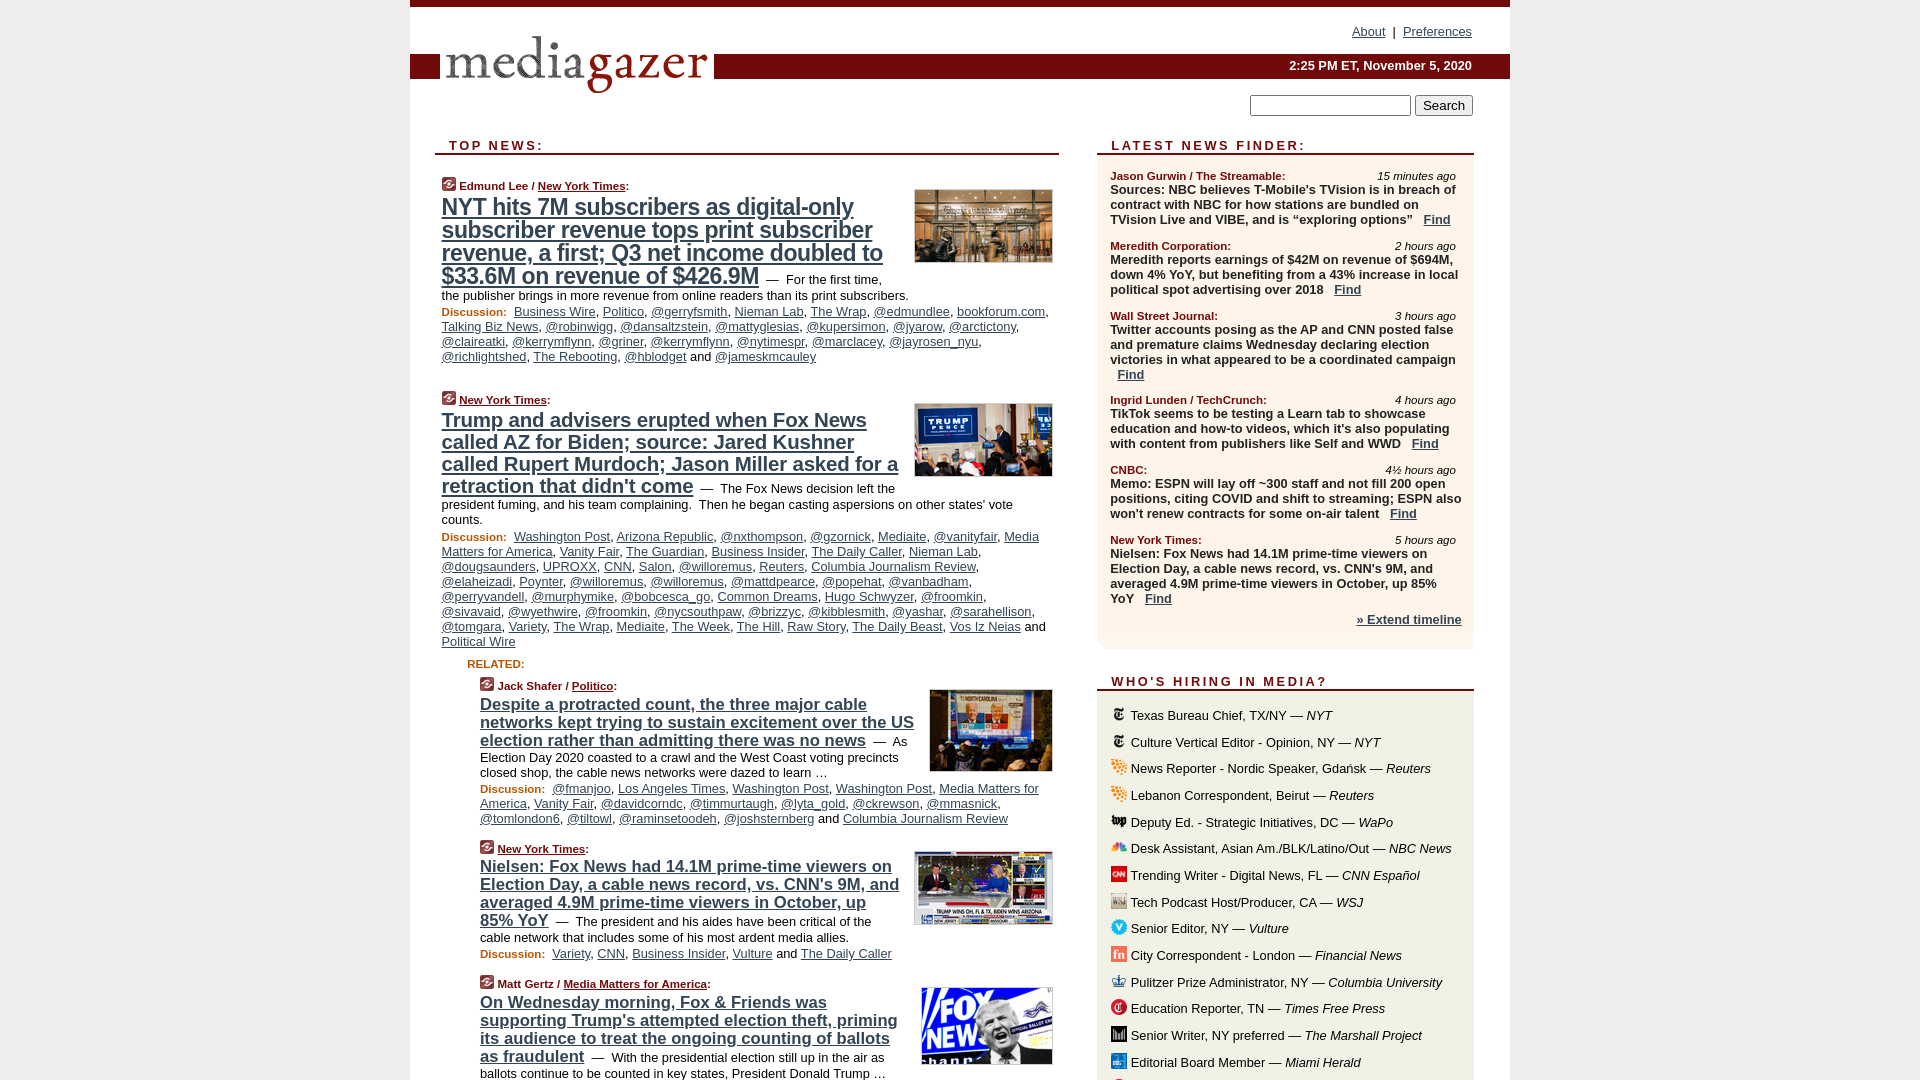 About | Preferences
mediagazer
2:25 PM ET, November 5, 2020
Search
TOP NEWS:
Edmund Lee / New York Times:
NYT hits 7M subscribers as digital-only
subscriber revenue tops print subscriber
revenue, a first; Q3 net income doubled to
$33.6M on revenue of $426.9M — For the first time,
the publisher brings in more revenue from online readers than its print subscribers.
Discussion: Business Wire, Politico, @gerryfsmith, Nieman Lab, The Wrap, @edmundlee, bookforum.com,
Talking Biz News, @robinwigg, @dansaltzstein, @mattyglesias, @kupersimon, @jyarow, @arctictony,
@claireatki, @kerrymflynn, @griner, @kerrymflynn, @nytimespr, @marclacey, @jayrosen_nyu,
@richlightshed, The Rebooting, @hblodget and @jameskmcauley
New York Times:
Trump and advisers erupted when Fox News
called AZ for Biden; source: Jared Kushner
called Rupert Murdoch; Jason Miller asked for a
retraction that didn't come — The Fox News decision left the
president fuming, and his team complaining. Then he began casting aspersions on other states' vote
counts.
Discussion: Washington Post, Arizona Republic, @nxthompson, @gzornick, Mediaite, @vanityfair, Media
Matters for America, Vanity Fair, The Guardian, Business Insider, The Daily Caller, Nieman Lab,
@dougsaunders, UPROXX, CNN, Salon, @willoremus, Reuters, Columbia Journalism Review,
@elaheizadi, Poynter, @willoremus, @willoremus, @mattdpearce, @popehat, @vanbadham,
@perryvandell, @murphymike, @bobcesca_go, Common Dreams, Hugo Schwyzer, @froomkin,
@sivavaid, @wyethwire, @froomkin, @nycsouthpaw, @brizzyc, @kibblesmith, @yashar, @sarahellison,
@tomgara, Variety, The Wrap, Mediaite, The Week, The Hill, Raw Story, The Daily Beast, Vos Iz Neias and
Political Wire
RELATED:
Jack Shafer / Politico:
Despite a protracted count, the three major cable
networks kept trying to sustain excitement over the US
election rather than admitting there was no news — As
Election Day 2020 coasted to a crawl and the West Coast voting precincts
closed shop, the cable news networks were dazed to learn …
Discussion: @fmanjoo, Los Angeles Times, Washington Post, Washington Post, Media Matters for
America, Vanity Fair, @davidcorndc, @timmurtaugh, @lyta_gold, @ckrewson, @mmasnick,
@tomlondon6, @tiltowl, @raminsetoodeh, @joshsternberg and Columbia Journalism Review
New York Times:
Nielsen: Fox News had 14.1M prime-time viewers on
Election Day, a cable news record, vs. CNN's 9M, and
averaged 4.9M prime-time viewers in October, up
85% YoY — The president and his aides have been critical of the
cable network that includes some of his most ardent media allies.
Discussion: Variety, CNN, Business Insider, Vulture and The Daily Caller
Matt Gertz / Media Matters for America:
On Wednesday morning, Fox & Friends was
supporting Trump's attempted election theft, priming
its audience to treat the ongoing counting of ballots
as fraudulent — With the presidential election still up in the air as
ballots continue to be counted in key states, President Donald Trump …
TRUMP
PENCE
TRUMP WINS OH, FL & TX, BIDEN WINS ARIZONA
FOX
NEWS
LATEST NEWS FINDER:
Jason Gurwin / The Streamable: 15 minutes ago
Sources: NBC believes T-Mobile's TVision is in breach of
contract with NBC for how stations are bundled on
TVision Live and VIBE, and is “exploring options” Find
Meredith Corporation: 2 hours ago
Meredith reports earnings of $42M on revenue of $694M,
down 4% YoY, but benefiting from a 43% increase in local
political spot advertising over 2018 Find
Wall Street Journal: 3 hours ago
Twitter accounts posing as the AP and CNN posted false
and premature claims Wednesday declaring election
victories in what appeared to be a coordinated campaign
Find
Ingrid Lunden / TechCrunch: 4 hours ago
TikTok seems to be testing a Learn tab to showcase
education and how-to videos, which it's also populating
with content from publishers like Self and WWD Find
CNBC: 4½ hours ago
Memo: ESPN will lay off ~300 staff and not fill 200 open
positions, citing COVID and shift to streaming; ESPN also
won't renew contracts for some on-air talent Find
New York Times: 5 hours ago
Nielsen: Fox News had 14.1M prime-time viewers on
Election Day, a cable news record, vs. CNN's 9M, and
averaged 4.9M prime-time viewers in October, up 85%
YoY Find
» Extend timeline
WHO'S HIRING IN MEDIA?
Texas Bureau Chief, TX/NY — NYT
Culture Vertical Editor - Opinion, NY — NYT
News Reporter - Nordic Speaker, Gdańsk — Reuters
Lebanon Correspondent, Beirut — Reuters
Deputy Ed. - Strategic Initiatives, DC — WaPo
Desk Assistant, Asian Am./BLK/Latino/Out — NBC News
Trending Writer - Digital News, FL — CNN Español
Tech Podcast Host/Producer, CA — WSJ
Senior Editor, NY — Vulture
City Correspondent - London — Financial News
Pulitzer Prize Administrator, NY — Columbia University
Education Reporter, TN — Times Free Press
Senior Writer, NY preferred — The Marshall Project
Editorial Board Member — Miami Herald